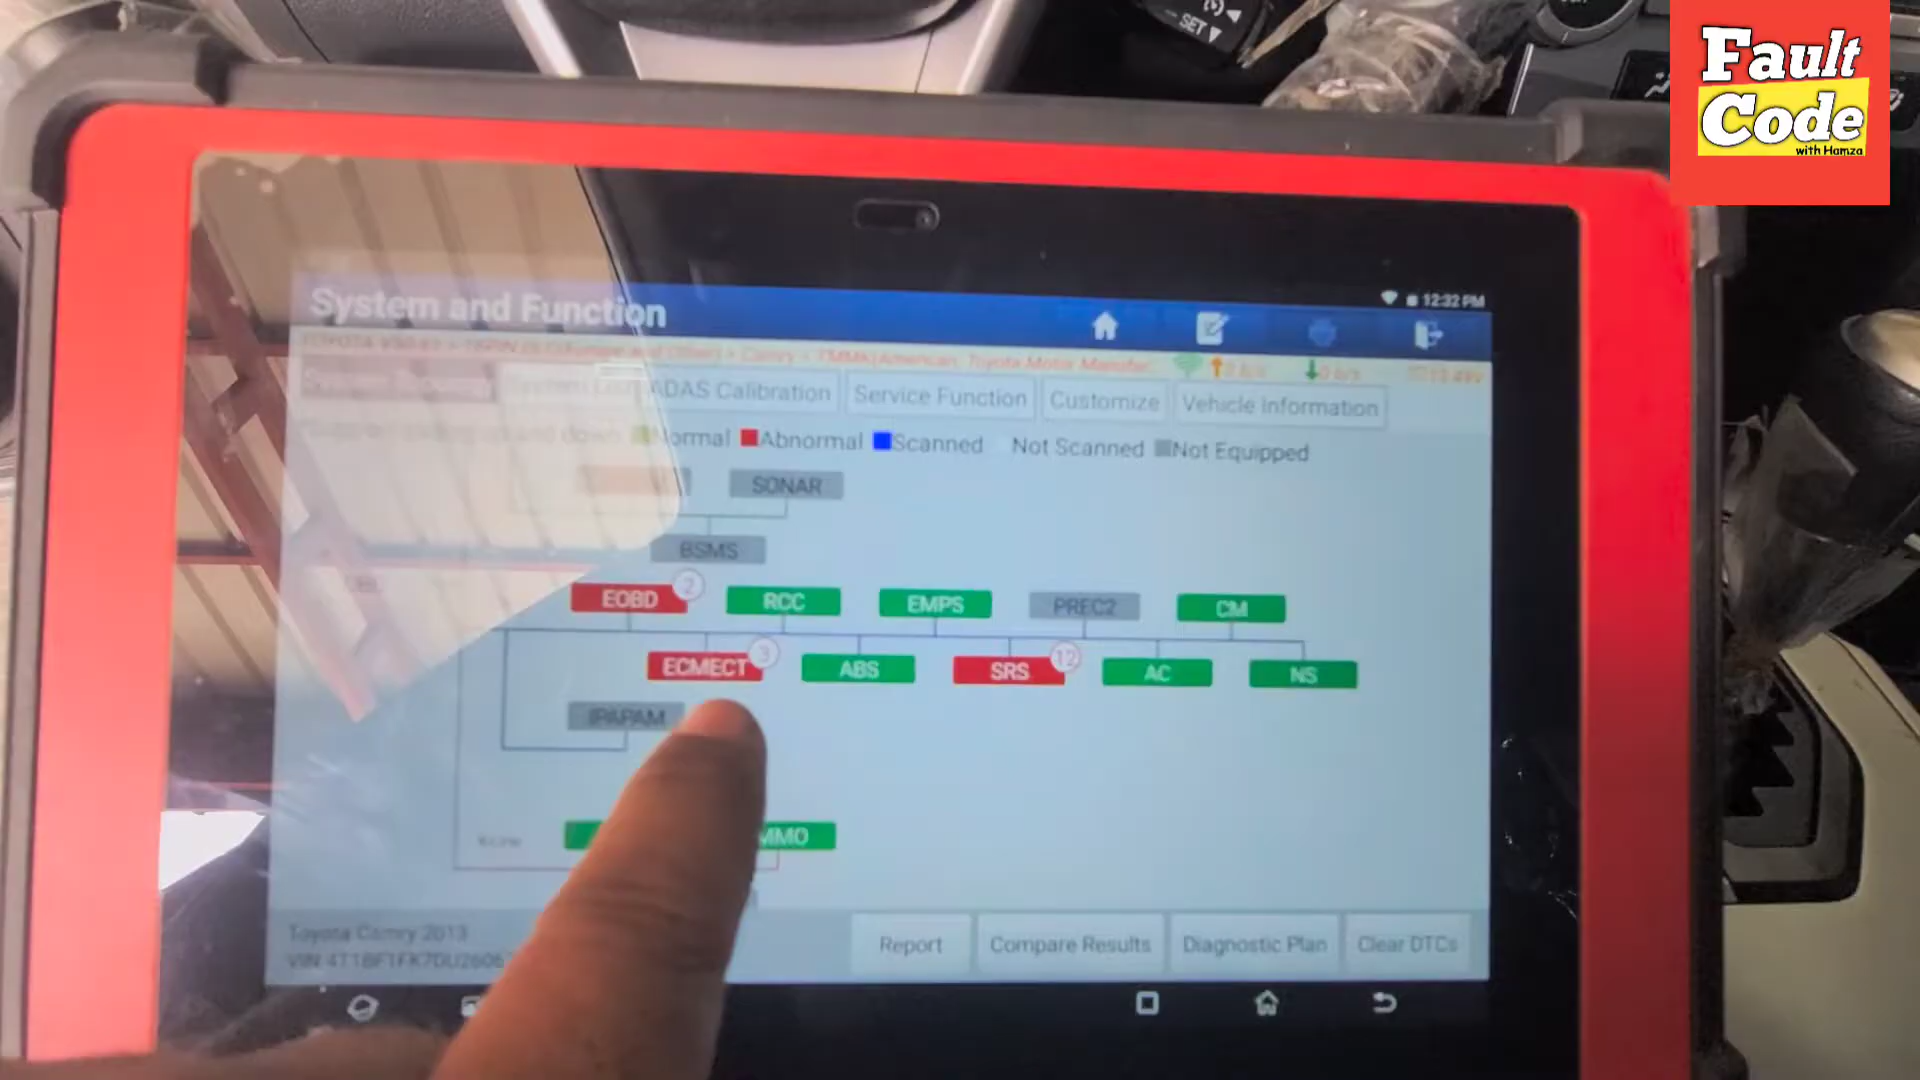 SET
Fault
Code
with Hamza
12:32 PM
System and Function
ADAS Calibration Service Function Customize Vehicle Information
Normal Abnormal Scanned Not Scanned Not Equipped
SONAR
BSMS
EOBD 2 RCC EMPS PREC2 CM
ECMECT 3 ABS SRS 12 AC NS
IPAPAM
MMO
Toyota Camry 2013
Report Compare Results Diagnostic Plan Clear DTCs